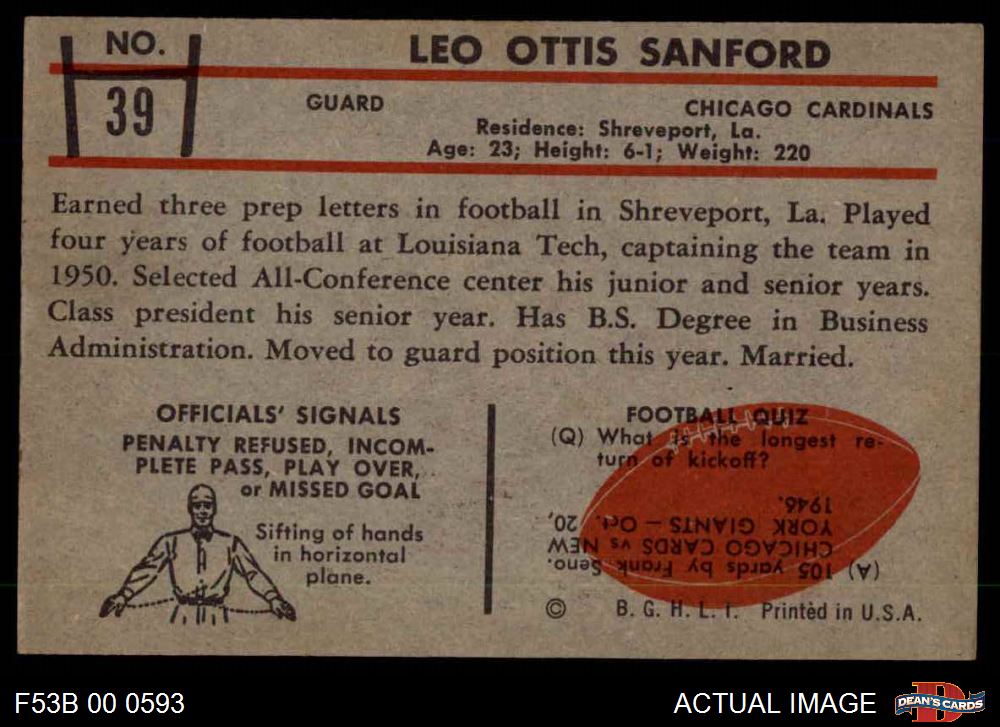 NO.
39
LEO OTTIS SANFORD
GUARD
CHICAGO CARDINALS
Residence: Shreveport, La.
Age: 23; Height: 6-1; Weight: 220
Earned three prep letters in football in Shreveport, La. Played
four years of football at Louisiana Tech, captaining the team in
1950. Selected All-Conference center his junior and senior years.
Class president his senior year. Has B.S. Degree in Business
Administration. Moved to guard position this year. Married.
OFFICIALS' SIGNALS
PENALTY REFUSED, INCOM-
PLETE PASS, PLAY OVER,
or MISSED GOAL
Sifting of hands
in horizontal
plane.
FOOTBALL QUIZ
(Q) What is the longest re-
turn of kickoff?
(A) 105 yards by Frank Seno.
CHICAGO CARDS vs NEW
YORK GIANTS — Oct. 20,
1946.
© B. G. H. L. I. Printed in U.S.A.
F53B 00 0593
ACTUAL IMAGE
DEAN'S CARDS